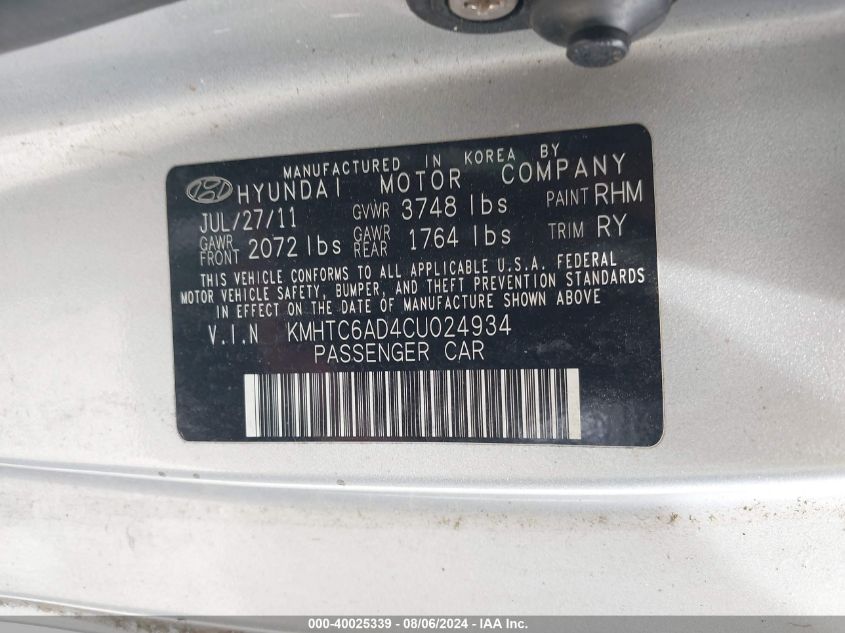 MANUFACTURED IN KOREA BY
HYUNDAI MOTOR COMPANY
JUL/27/11 GVWR 3748 lbs PAINT RHM
GAWR FRONT 2072 lbs GAWR REAR 1764 lbs TRIM RY
THIS VEHICLE CONFORMS TO ALL APPLICABLE U.S.A. FEDERAL
MOTOR VEHICLE SAFETY, BUMPER, AND THEFT PREVENTION STANDARDS
IN EFFECT ON THE DATE OF MANUFACTURE SHOWN ABOVE
V.I.N KMHTC6AD4CU024934
PASSENGER CAR
000-40025339 - 08/06/2024 - IAA Inc.